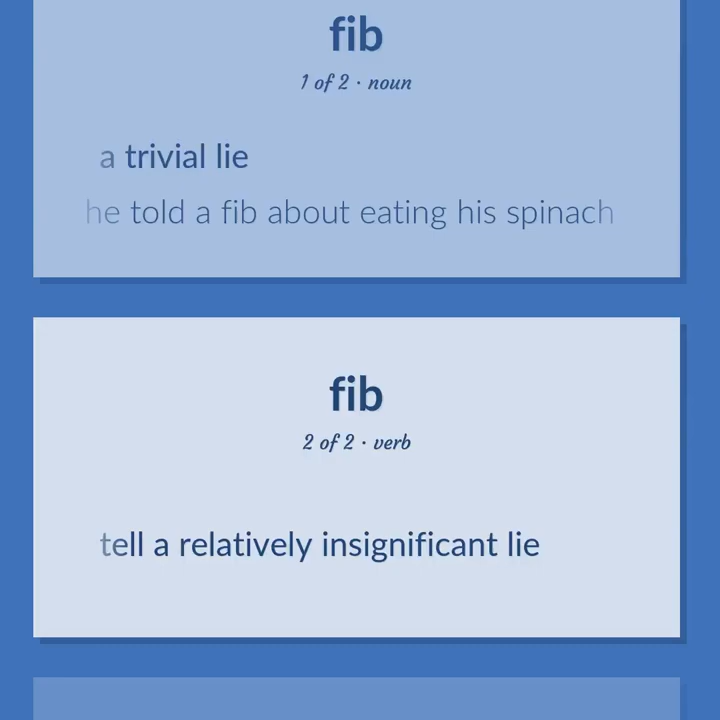 fib
1 of 2 · noun
a trivial lie
he told a fib about eating his spinach
fib
2 of 2 · verb
tell a relatively insignificant lie